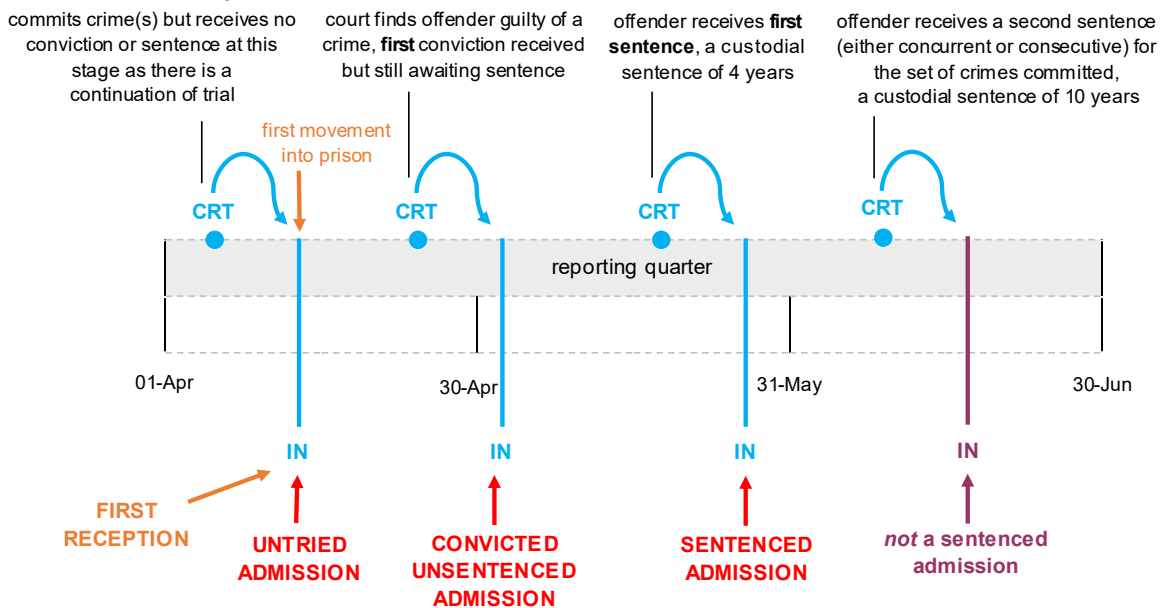 commits crime(s) but receives no
conviction or sentence at this
stage as there is a
continuation of trial
court finds offender guilty of a
crime, first conviction received
but still awaiting sentence
offender receives first
sentence, a custodial
sentence of 4 years
offender receives a second sentence
(either concurrent or consecutive) for
the set of crimes committed,
a custodial sentence of 10 years
first movement
into prison
CRT
CRT
CRT
CRT
reporting quarter
01-Apr
30-Apr
31-May
30-Jun
IN
IN
IN
IN
FIRST
RECEPTION
UNTRIED
ADMISSION
CONVICTED
UNSENTENCED
ADMISSION
SENTENCED
ADMISSION
not a sentenced
admission